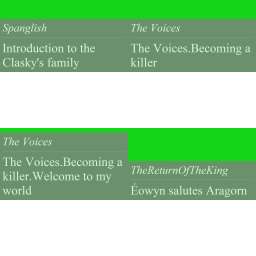 Spanglish
Introduction to the
Clasky's family
The Voices
The Voices.Becoming a
killer
The Voices
The Voices.Becoming a
killer.Welcome to my
world
TheReturnOfTheKing
Éowyn salutes Aragorn